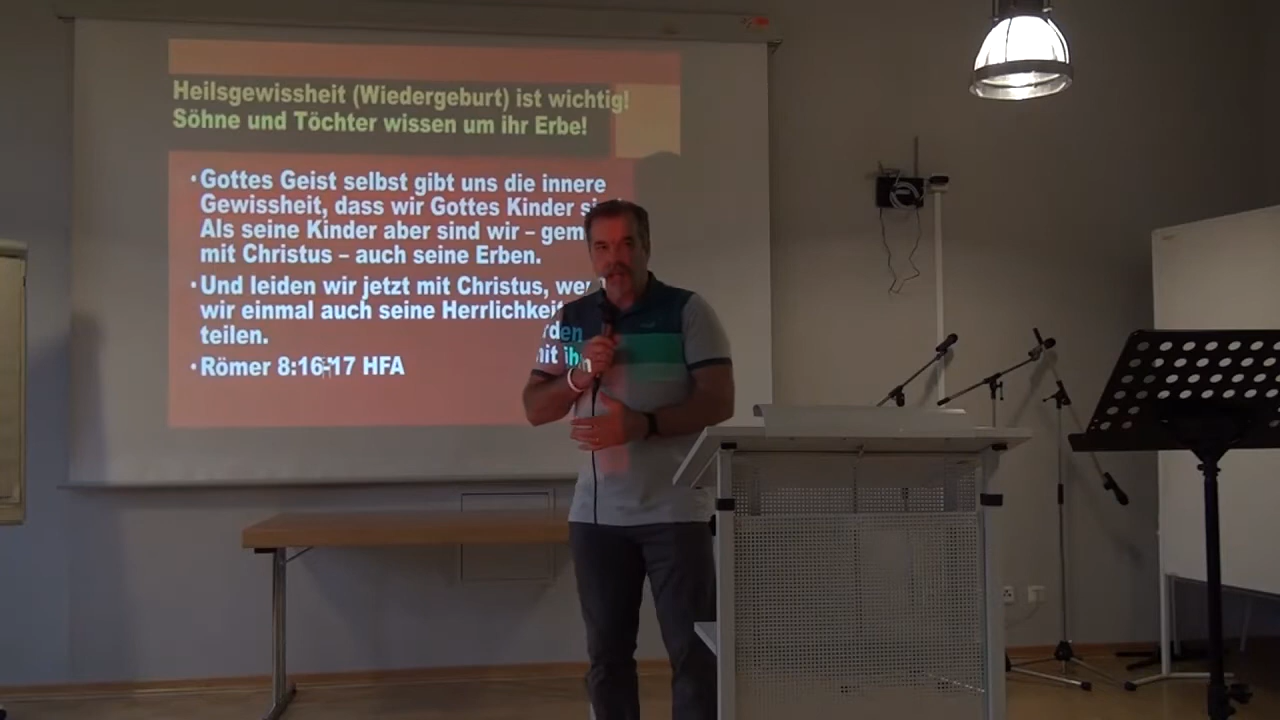 Heilsgewissheit (Wiedergeburt) ist wichtig!
Söhne und Töchter wissen um ihr Erbe!
• Gottes Geist selbst gibt uns die innere
Gewissheit, dass wir Gottes Kinder
Als seine Kinder aber sind wir –
mit Christus – auch seine Erben.
• Und leiden wir jetzt mit Christus,
wir einmal auch seine Herrlichkeit
teilen.
• Römer 8:16-17 HFA